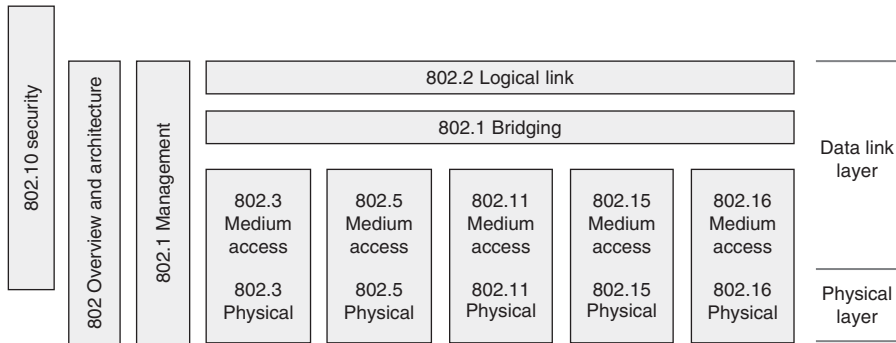 802.10 security
802 Overview and architecture
802.1 Management
802.2 Logical link
802.1 Bridging
802.3
Medium
access
802.3
Physical
802.5
Medium
access
802.5
Physical
802.11
Medium
access
802.11
Physical
802.15
Medium
access
802.15
Physical
802.16
Medium
access
802.16
Physical
Data link
layer
Physical
layer